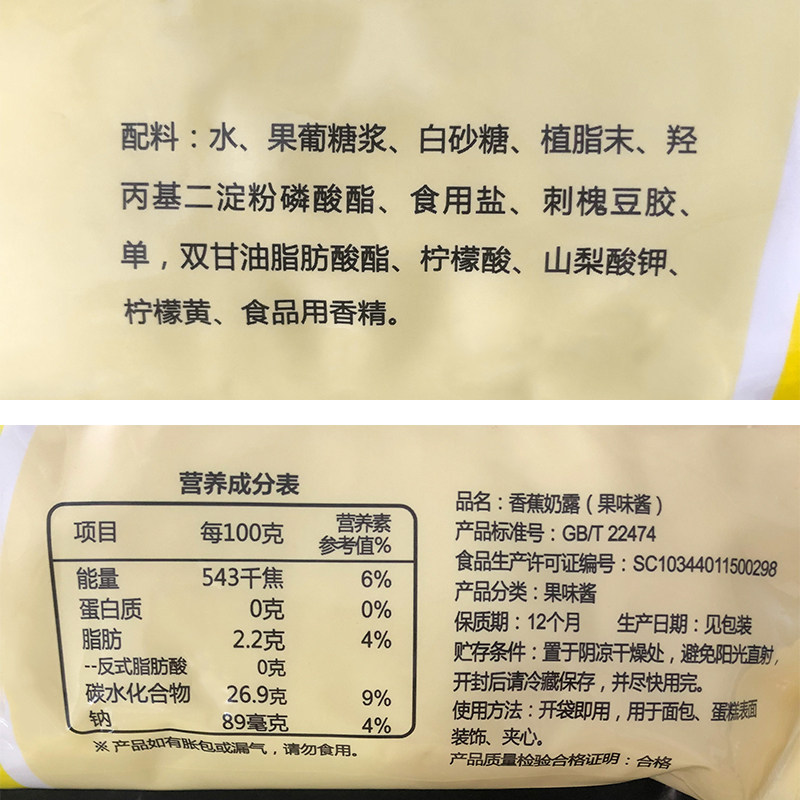 配料：水、果葡糖浆、白砂糖、植脂末、羟
丙基二淀粉磷酸酯、食用盐、刺槐豆胶、
单，双甘油脂肪酸酯、柠檬酸、山梨酸钾、
柠檬黄、食品用香精。
营养成分表
项目 每100克 营养素参考值%
能量 543千焦 6%
蛋白质 0克 0%
脂肪 2.2克 4%
--反式脂肪酸 0克
碳水化合物 26.9克 9%
钠 89毫克 4%
※ 产品如有胀包或漏气，请勿食用。
品名：香蕉奶露（果味酱）
产品标准号：GB/T 22474
食品生产许可证编号：SC10344011500298
产品分类：果味酱
保质期：12个月 生产日期：见包装
贮存条件：置于阴凉干燥处，避免阳光直射，
开封后请冷藏保存，并尽快用完。
使用方法：开袋即用，用于面包、蛋糕表面
装饰、夹心。
产品质量检验合格证明：合格